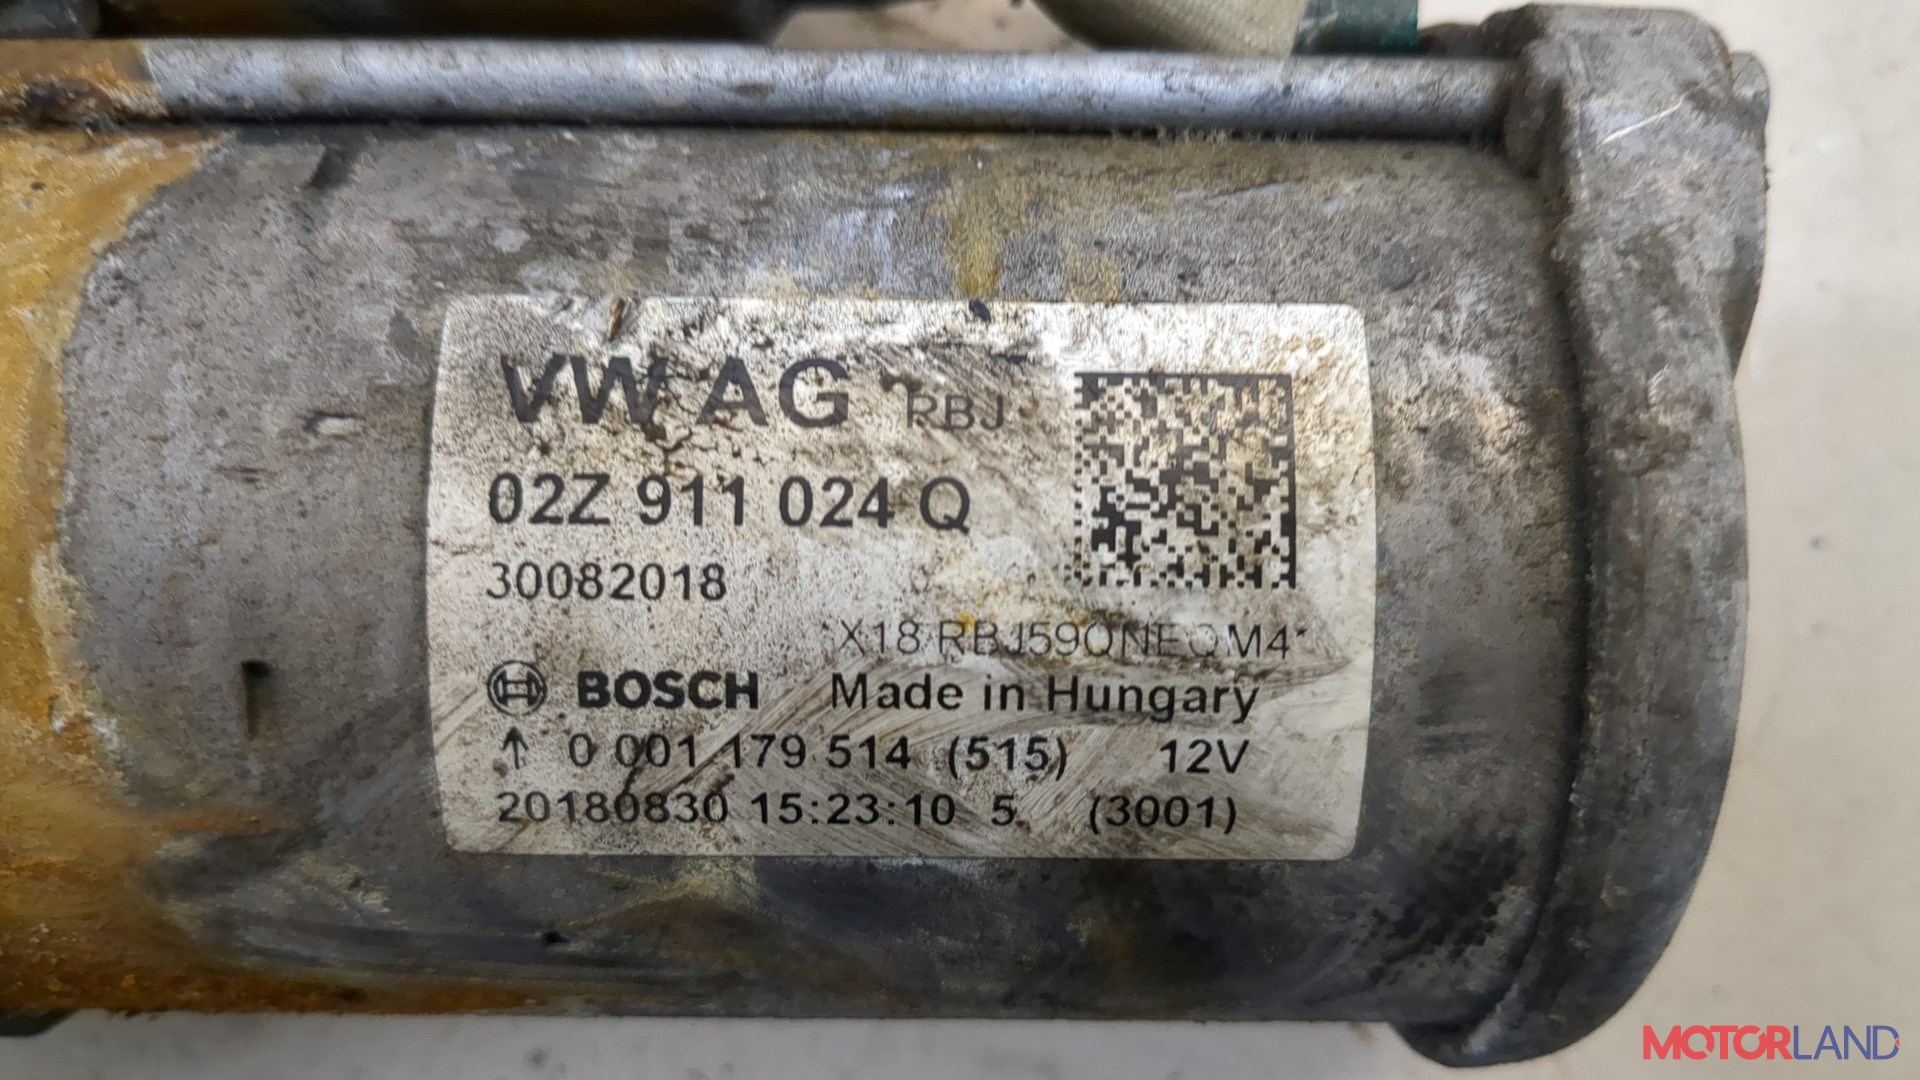 VW AG RBJ
02Z 911 024 Q
30082018
*X18 RBJ59QNEQM4*
BOSCH Made in Hungary
↑ 0 001 179 514 (515) 12V
20180830 15:23:10 5 (3001)
MOTORLAND